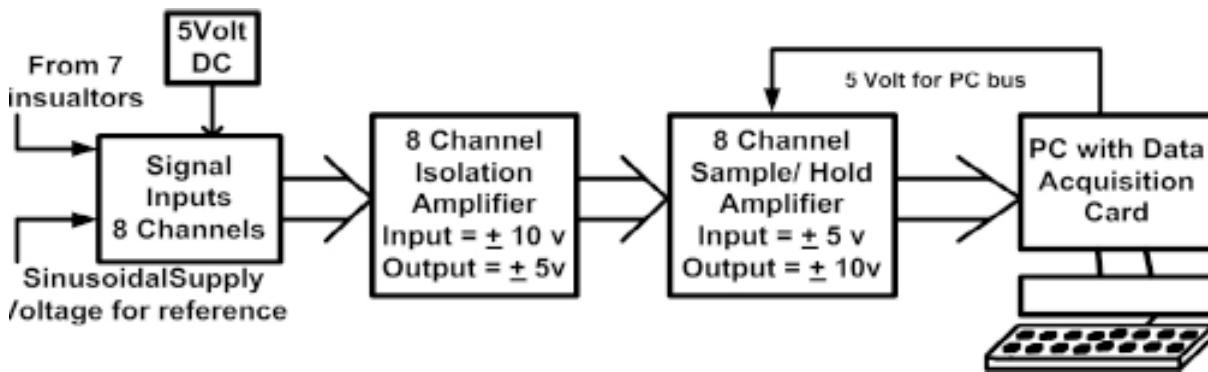 5Volt
DC
From 7
insualtors
Signal
Inputs
8 Channels
SinusoidalSupply
Voltage for reference
8 Channel
Isolation
Amplifier
Input = ± 10 v
Output = ± 5v
5 Volt for PC bus
8 Channel
Sample/ Hold
Amplifier
Input = ± 5 v
Output = ± 10v
PC with Data
Acquisition
Card